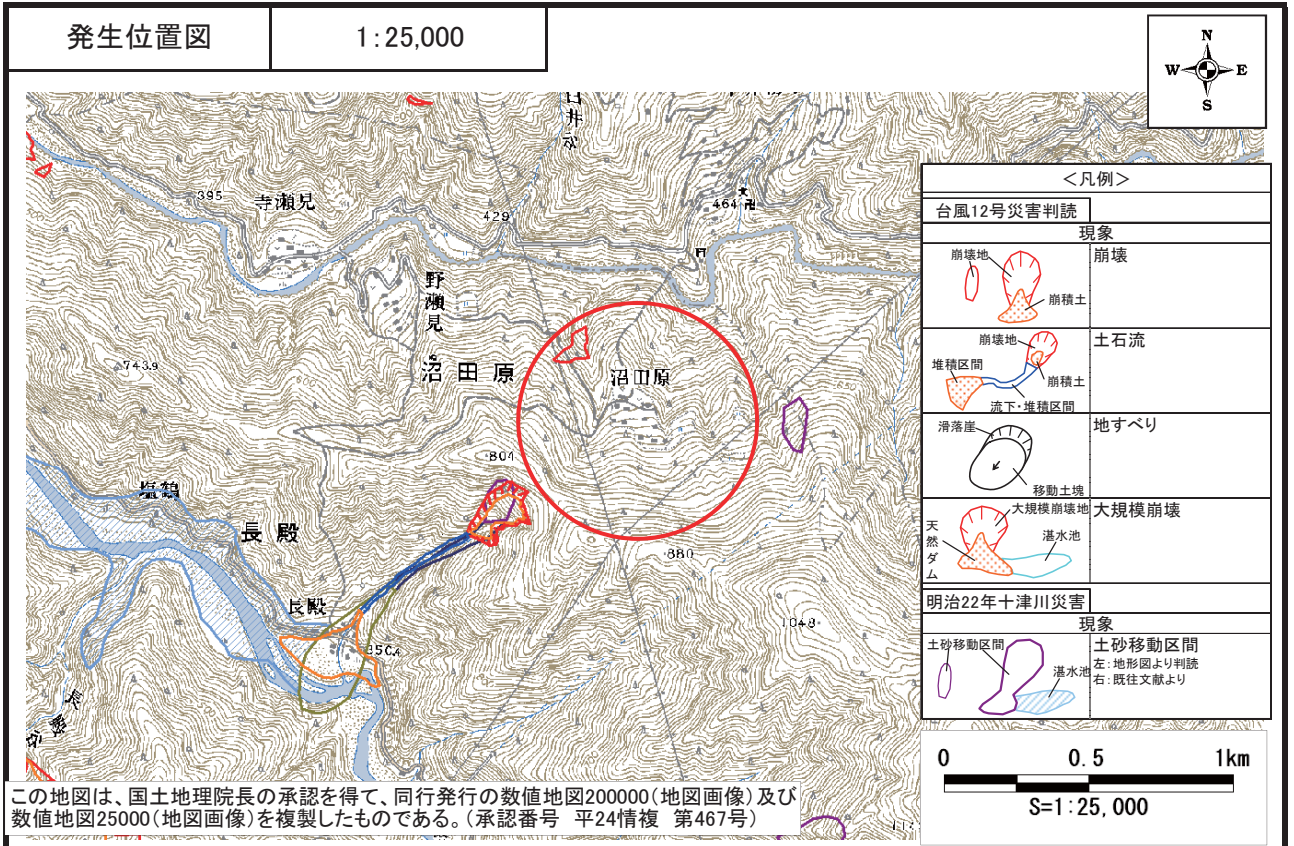 発生位置図
1:25,000
N
W
E
S
臼井谷
395
寺瀬見
429
464
野瀬見
沼田原
沼田原
743.9
804
塩鶴
長殿
長殿
350.4
880
1048
長殿谷
<凡例>
台風12号災害判読
現象
崩壊地
崩積土
崩壊
崩壊地
堆積区間
崩積土
流下・堆積区間
土石流
滑落崖
移動土塊
地すべり
大規模崩壊地
天然ダム
湛水池
大規模崩壊
明治22年十津川災害
現象
土砂移動区間
湛水池
土砂移動区間
左:地形図より判読
右:既往文献より
0 0.5 1km
S=1:25,000
この地図は、国土地理院長の承認を得て、同行発行の数値地図200000(地図画像)及び
数値地図25000(地図画像)を複製したものである。(承認番号 平24情複 第467号)